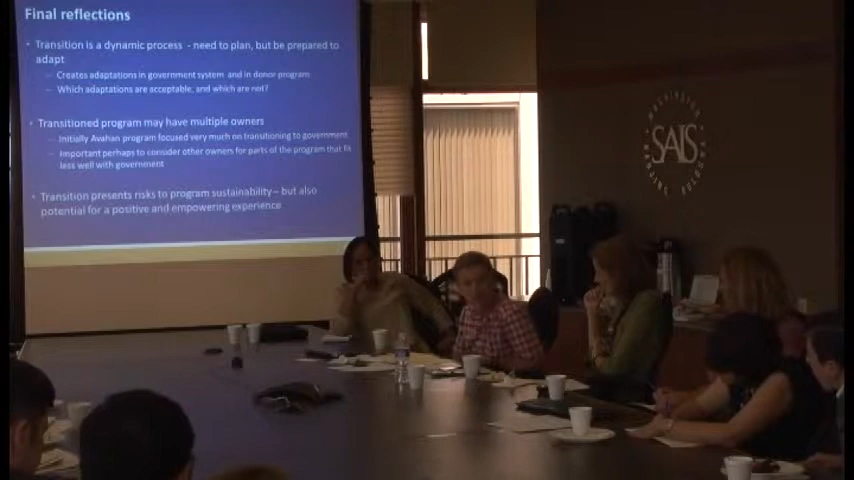 Final reflections
• Transition is a dynamic process - need to plan, but be prepared to
adapt
– Creates adaptations in government system and in donor program
– Which adaptations are acceptable, and which are not?
• Transitioned program may have multiple owners
– Initially Avahan program focused very much on transitioning to government
– Important perhaps to consider other owners for parts of the program that fit
less well with government
• Transition presents risks to program sustainability – but also
potential for a positive and empowering experience
WASHINGTON
SAIS
NANJING BOLOGNA